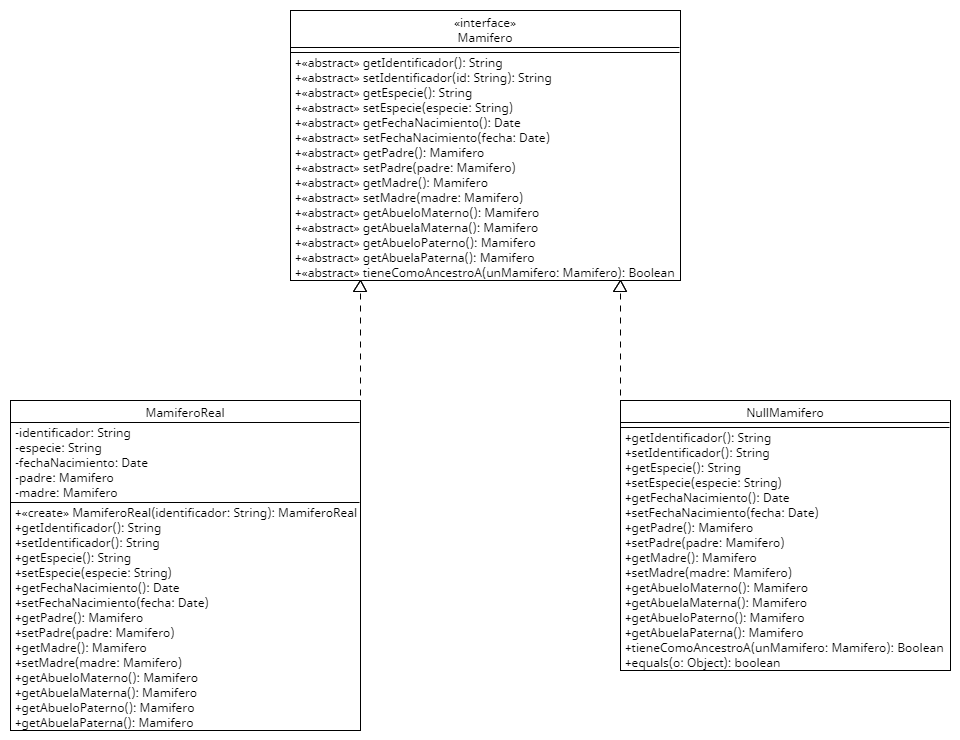 «interface»
Mamifero
+«abstract» getIdentificador(): String
+«abstract» setIdentificador(id: String): String
+«abstract» getEspecie(): String
+«abstract» setEspecie(especie: String)
+«abstract» getFechaNacimiento(): Date
+«abstract» setFechaNacimiento(fecha: Date)
+«abstract» getPadre(): Mamifero
+«abstract» setPadre(padre: Mamifero)
+«abstract» getMadre(): Mamifero
+«abstract» setMadre(madre: Mamifero)
+«abstract» getAbueloMaterno(): Mamifero
+«abstract» getAbuelaMaterna(): Mamifero
+«abstract» getAbueloPaterno(): Mamifero
+«abstract» getAbuelaPaterna(): Mamifero
+«abstract» tieneComoAncestroA(unMamifero: Mamifero): Boolean
MamiferoReal
-identificador: String
-especie: String
-fechaNacimiento: Date
-padre: Mamifero
-madre: Mamifero
+«create» MamiferoReal(identificador: String): MamiferoReal
+getIdentificador(): String
+setIdentificador(): String
+getEspecie(): String
+setEspecie(especie: String)
+getFechaNacimiento(): Date
+setFechaNacimiento(fecha: Date)
+getPadre(): Mamifero
+setPadre(padre: Mamifero)
+getMadre(): Mamifero
+setMadre(madre: Mamifero)
+getAbueloMaterno(): Mamifero
+getAbuelaMaterna(): Mamifero
+getAbueloPaterno(): Mamifero
+getAbuelaPaterna(): Mamifero
NullMamifero
+getIdentificador(): String
+setIdentificador(): String
+getEspecie(): String
+setEspecie(especie: String)
+getFechaNacimiento(): Date
+setFechaNacimiento(fecha: Date)
+getPadre(): Mamifero
+setPadre(padre: Mamifero)
+getMadre(): Mamifero
+setMadre(madre: Mamifero)
+getAbueloMaterno(): Mamifero
+getAbuelaMaterna(): Mamifero
+getAbueloPaterno(): Mamifero
+getAbuelaPaterna(): Mamifero
+tieneComoAncestroA(unMamifero: Mamifero): Boolean
+equals(o: Object): boolean